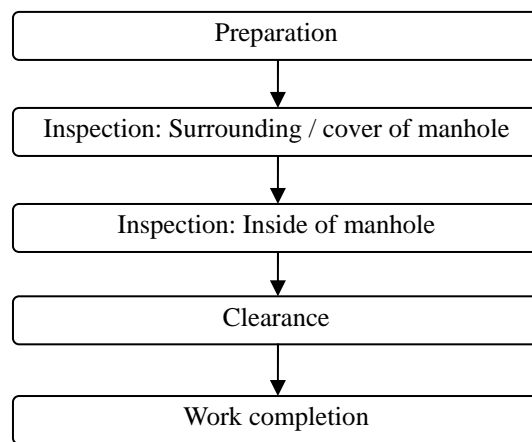 Preparation
Inspection: Surrounding / cover of manhole
Inspection: Inside of manhole
Clearance
Work completion